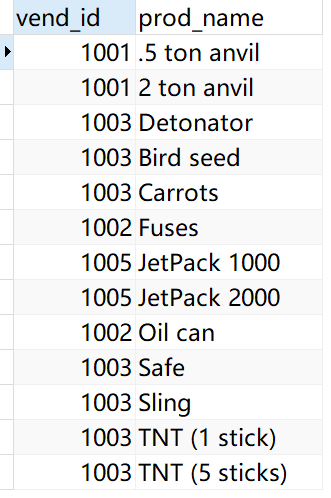 vend_id prod_name
1001 .5 ton anvil
1001 2 ton anvil
1003 Detonator
1003 Bird seed
1003 Carrots
1002 Fuses
1005 JetPack 1000
1005 JetPack 2000
1002 Oil can
1003 Safe
1003 Sling
1003 TNT (1 stick)
1003 TNT (5 sticks)